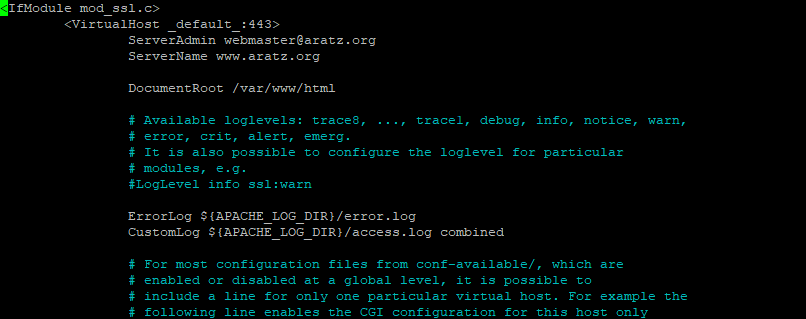 <IfModule mod_ssl.c>
<VirtualHost _default_:443>
ServerAdmin webmaster@aratz.org
ServerName www.aratz.org
DocumentRoot /var/www/html
# Available loglevels: trace8, ..., trace1, debug, info, notice, warn,
# error, crit, alert, emerg.
# It is also possible to configure the loglevel for particular
# modules, e.g.
#LogLevel info ssl:warn
ErrorLog ${APACHE_LOG_DIR}/error.log
CustomLog ${APACHE_LOG_DIR}/access.log combined
# For most configuration files from conf-available/, which are
# enabled or disabled at a global level, it is possible to
# include a line for only one particular virtual host. For example the
# following line enables the CGI configuration for this host only